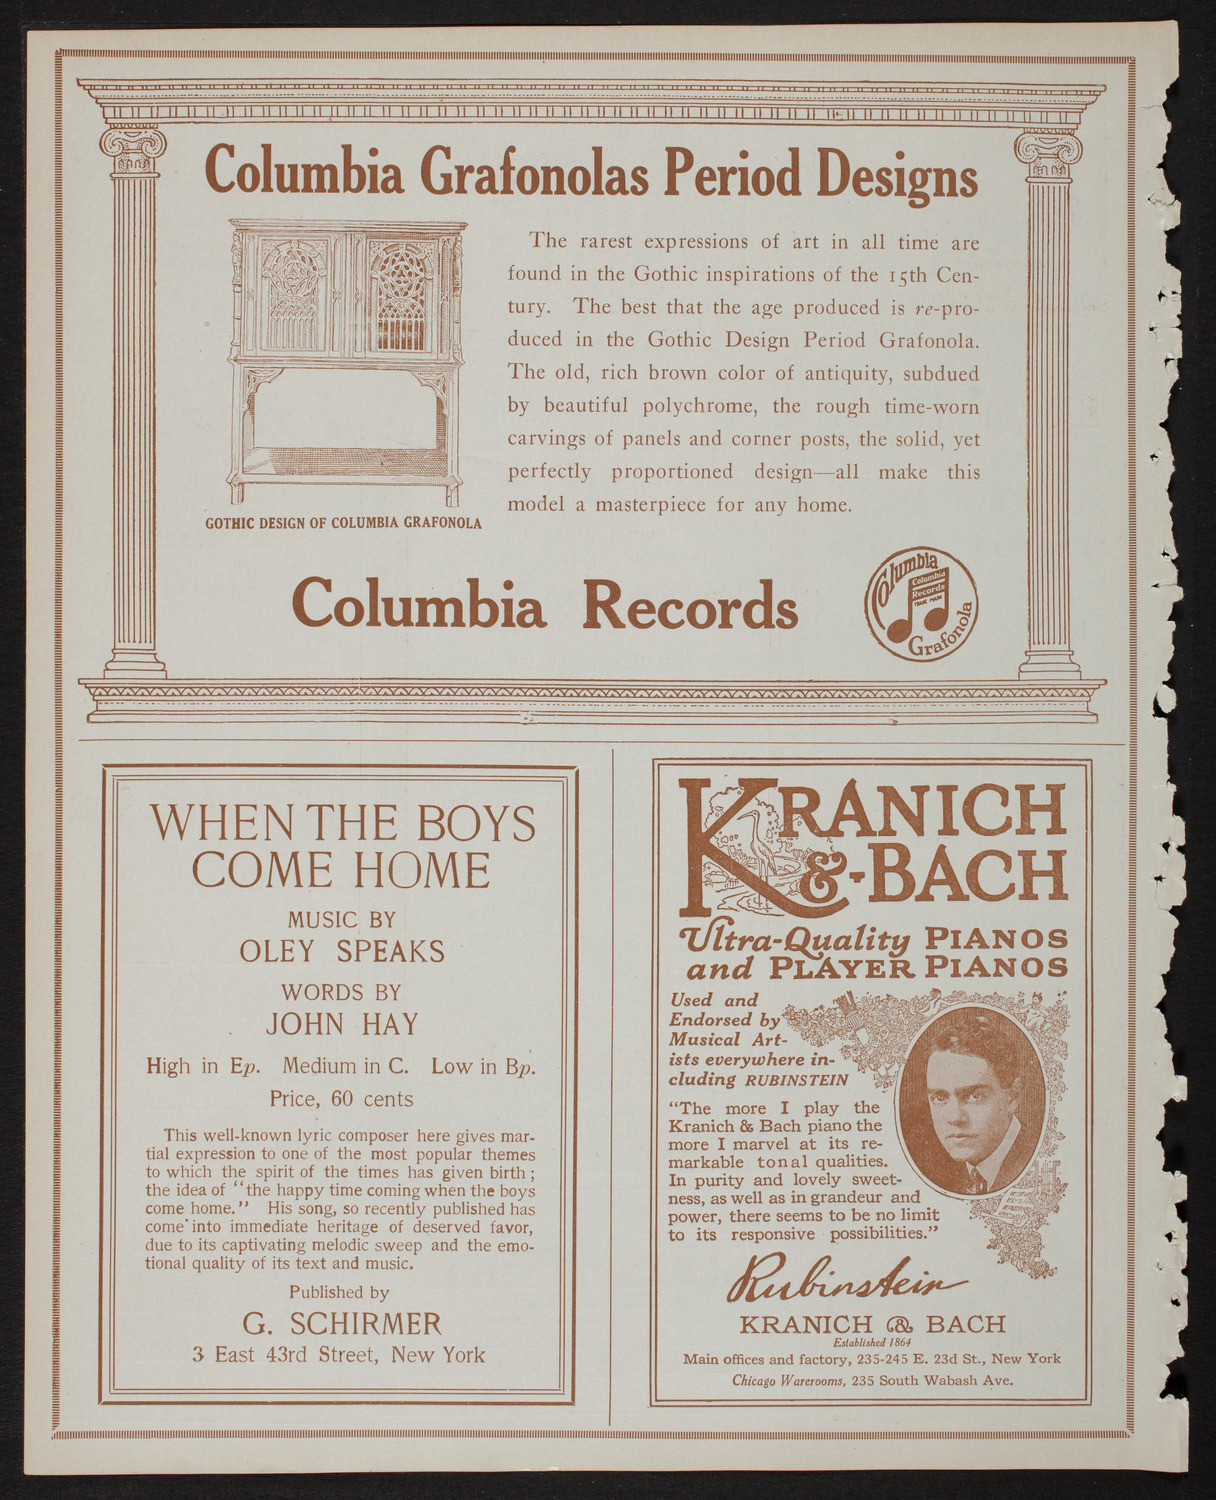 Columbia Grafonolas Period Designs
The rarest expressions of art in all time are
found in the Gothic inspirations of the 15th Cen-
tury. The best that the age produced is re-pro-
duced in the Gothic Design Period Grafonola.
The old, rich brown color of antiquity, subdued
by beautiful polychrome, the rough time-worn
carvings of panels and corner posts, the solid, yet
perfectly proportioned design—all make this
model a masterpiece for any home.
GOTHIC DESIGN OF COLUMBIA GRAFONOLA
Columbia Records
Columbia
Columbia
Records
TRADE MARK
Grafonola
WHEN THE BOYS
COME HOME
MUSIC BY
OLEY SPEAKS
WORDS BY
JOHN HAY
High in Ep. Medium in C. Low in Bp.
Price, 60 cents
This well-known lyric composer here gives mar-
tial expression to one of the most popular themes
to which the spirit of the times has given birth;
the idea of "the happy time coming when the boys
come home." His song, so recently published has
come into immediate heritage of deserved favor,
due to its captivating melodic sweep and the emo-
tional quality of its text and music.
Published by
G. SCHIRMER
3 East 43rd Street, New York
KRANICH
&-BACH
Ultra-Quality PIANOS
and PLAYER PIANOS
Used and
Endorsed by
Musical Art-
ists everywhere in-
cluding RUBINSTEIN
"The more I play the
Kranich & Bach piano the
more I marvel at its re-
markable tonal qualities.
In purity and lovely sweet-
ness, as well as in grandeur and
power, there seems to be no limit
to its responsive possibilities."
Rubinstein
KRANICH & BACH
Established 1864
Main offices and factory, 235-245 E. 23d St., New York
Chicago Warerooms, 235 South Wabash Ave.